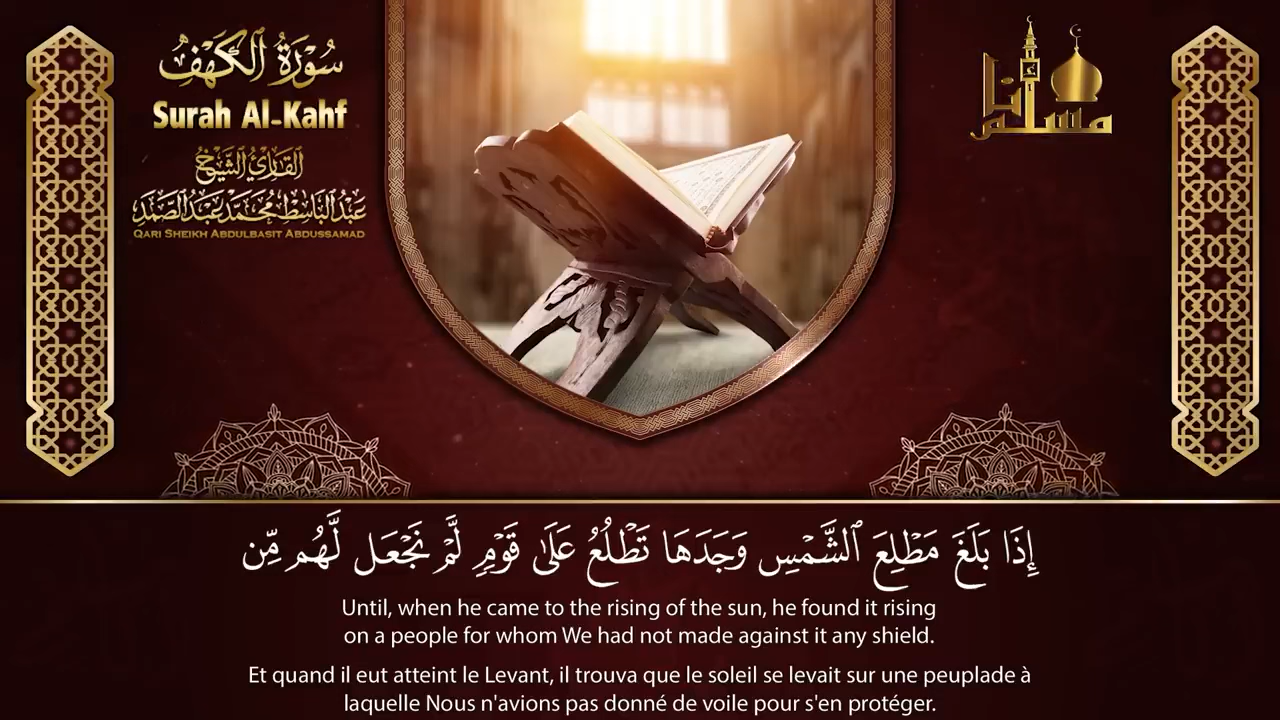 سُورَةُ الْكَهْف
Surah Al-Kahf
القارئ الشيخ
عبد الباسط محمد عبد الصمد
QARI SHEIKH ABDULBASIT ABDUSSAMAD
مسلم أنا
إِذَا بَلَغَ مَطْلِعَ ٱلشَّمْسِ وَجَدَهَا تَطْلُعُ عَلَىٰ قَوْمٍ لَّمْ نَجْعَل لَّهُم مِّن
Until, when he came to the rising of the sun, he found it rising
on a people for whom We had not made against it any shield.
Et quand il eut atteint le Levant, il trouva que le soleil se levait sur une peuplade à
laquelle Nous n'avions pas donné de voile pour s'en protéger.